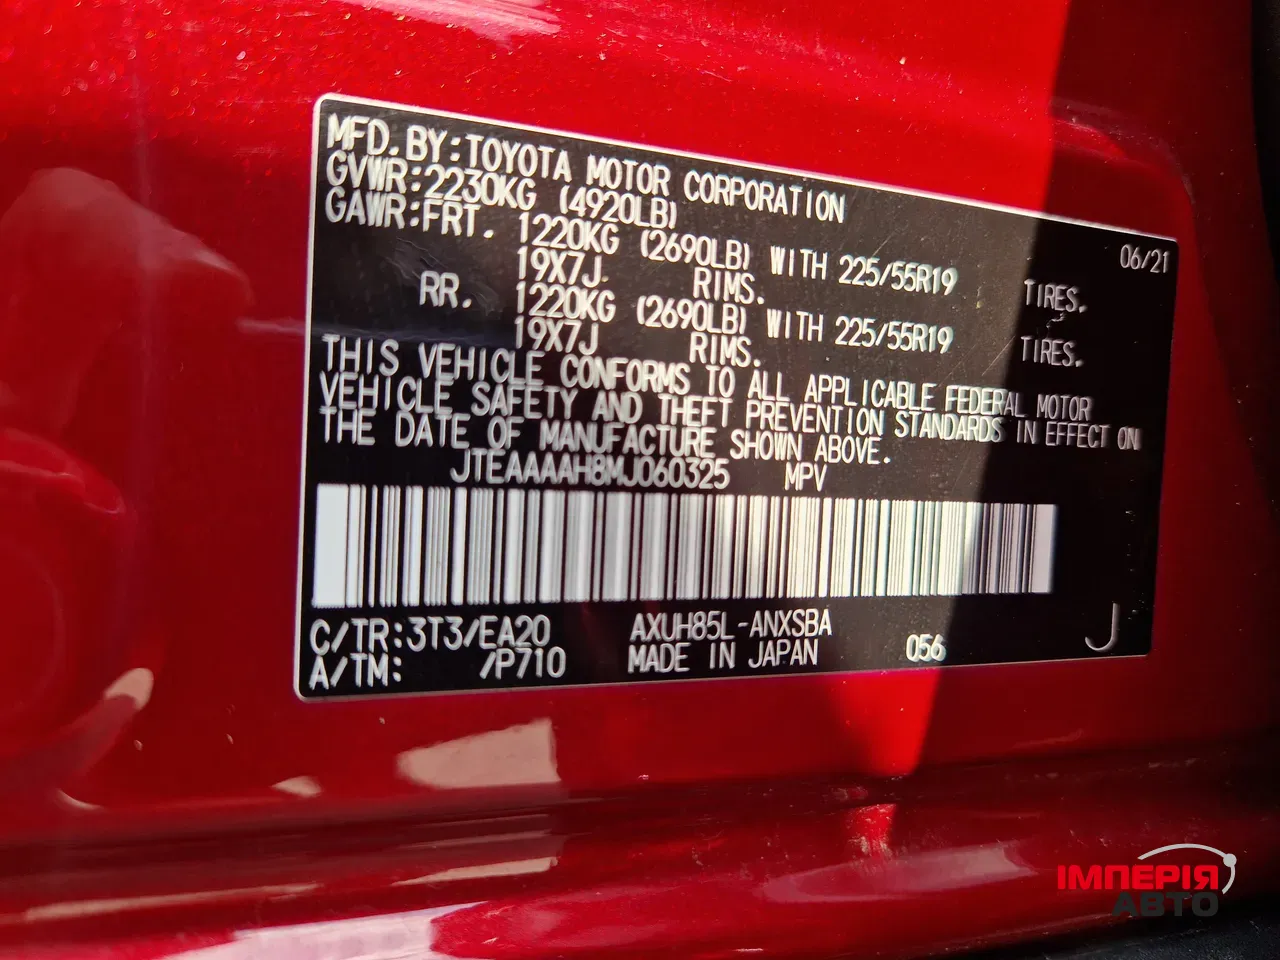 MFD.BY:TOYOTA MOTOR CORPORATION 06/21
GVWR:2230KG (4920LB)
GAWR:FRT. 1220KG (2690LB) WITH 225/55R19 TIRES.
19X7J RIMS.
RR. 1220KG (2690LB) WITH 225/55R19 TIRES.
19X7J RIMS.
THIS VEHICLE CONFORMS TO ALL APPLICABLE FEDERAL MOTOR
VEHICLE SAFETY AND THEFT PREVENTION STANDARDS IN EFFECT ON
THE DATE OF MANUFACTURE SHOWN ABOVE.
JTEAAAAH8MJ060325 MPV
C/TR:3T3/EA20 AXUH85L-ANXSBA
A/TM: /P710 MADE IN JAPAN 056 J
ІМПЕРІЯ
АВТО